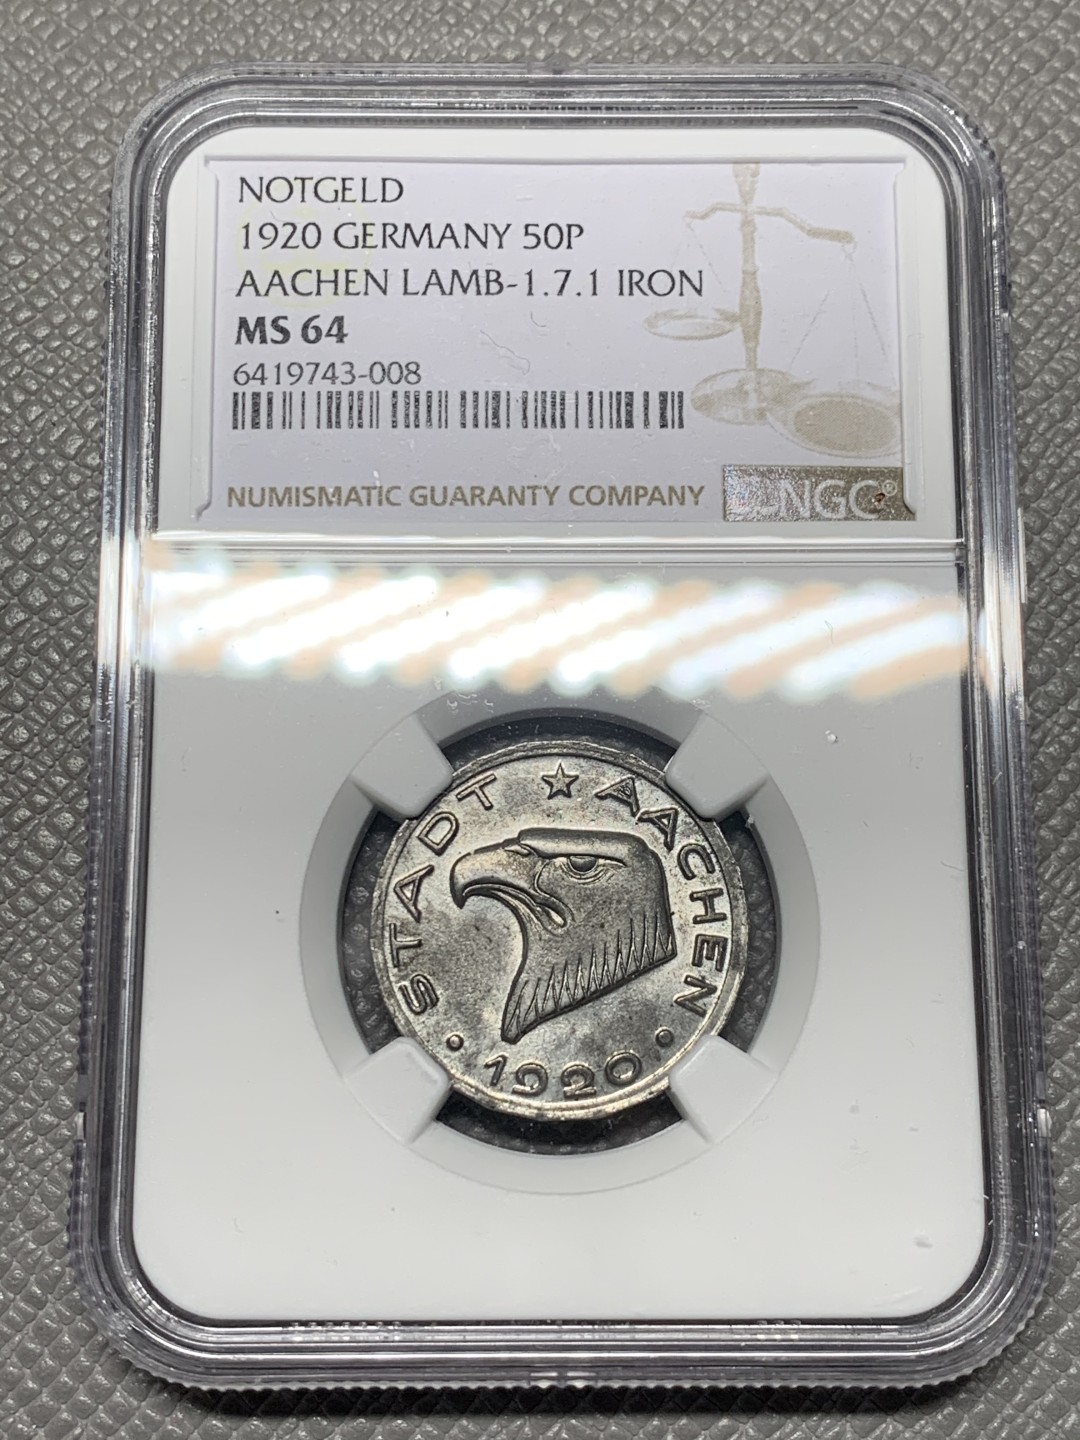 NOTGELD
1920 GERMANY 50P
AACHEN LAMB-1.7.1 IRON
MS 64
6419743-008
NUMISMATIC GUARANTY COMPANY NGC®
STADT ★ AACHEN
· 1920 ·